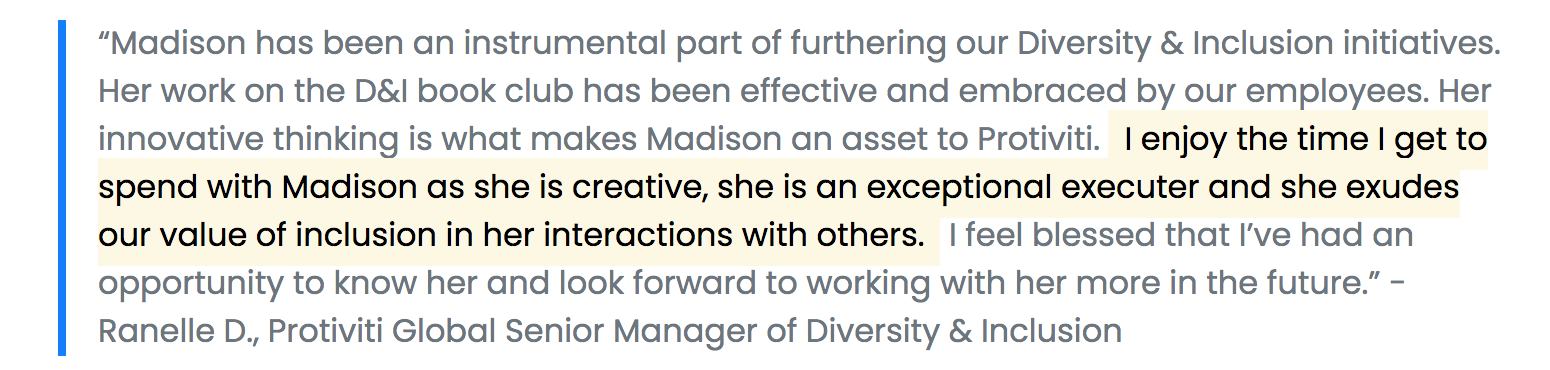 “Madison has been an instrumental part of furthering our Diversity & Inclusion initiatives.
Her work on the D&I book club has been effective and embraced by our employees. Her
innovative thinking is what makes Madison an asset to Protiviti. I enjoy the time I get to
spend with Madison as she is creative, she is an exceptional executer and she exudes
our value of inclusion in her interactions with others. I feel blessed that I’ve had an
opportunity to know her and look forward to working with her more in the future.” -
Ranelle D., Protiviti Global Senior Manager of Diversity & Inclusion